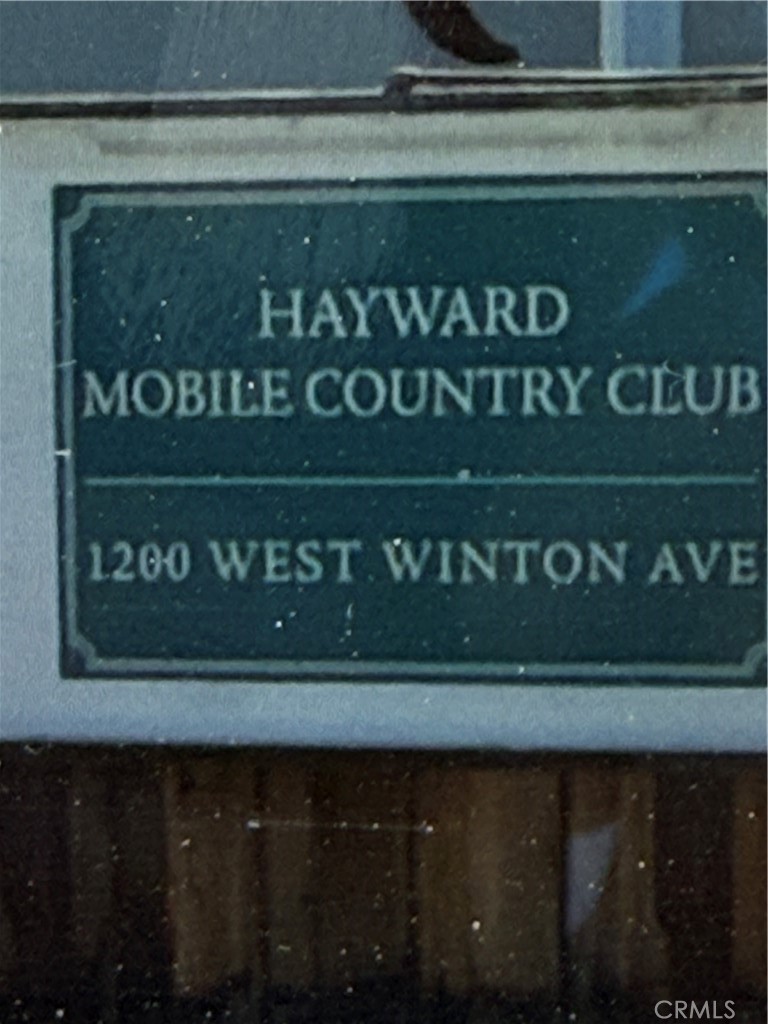 HAYWARD
MOBILE COUNTRY CLUB
1200 WEST WINTON AVE
CRMLS